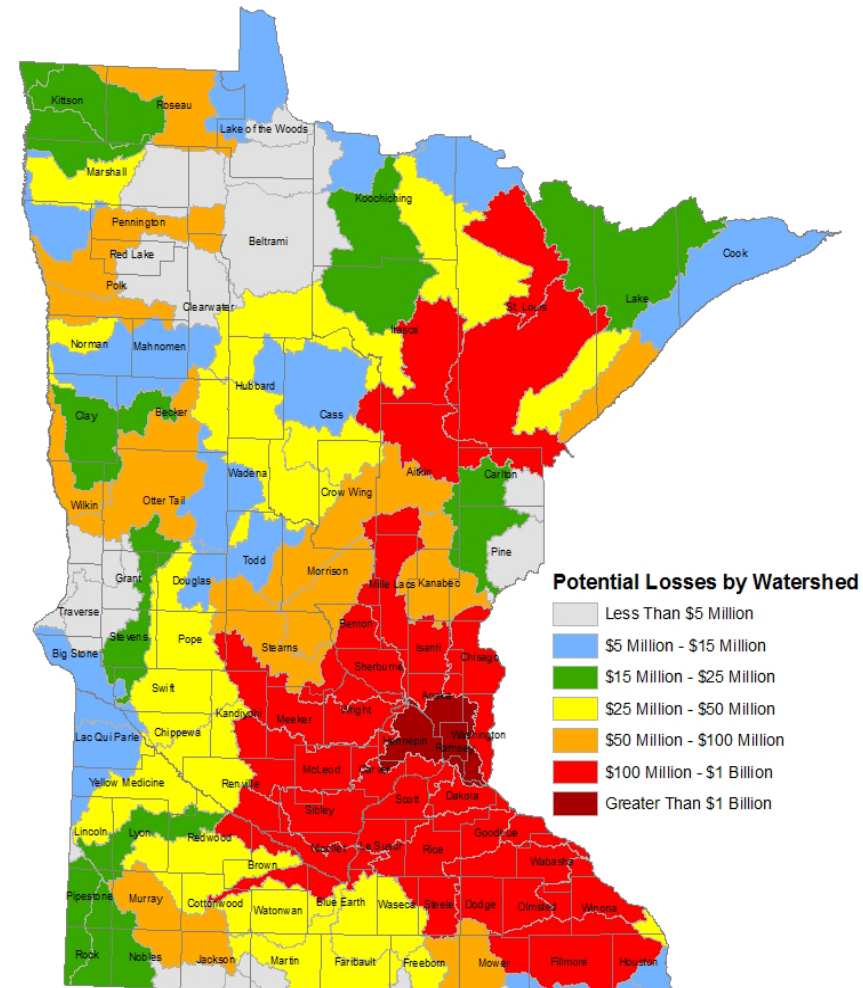 Kittson
Roseau
Lake of the Woods
Marshall
Koochiching
Pennington
Beltrami
Red Lake
Cook
Polk
Lake
Clearwater
St. Louis
Itasca
Norman
Mahnomen
Hubbard
Clay
Becker
Cass
Wadena
Aitkin
Carlton
Crow Wing
Otter Tail
Wilkin
Pine
Todd
Morrison
Grant
Douglas
Mille Lacs
Kanabec
Traverse
Benton
Stevens
Pope
Stearns
Isanti
Big Stone
Chisago
Sherburne
Swift
Anoka
Kandiyohi
Meeker
Wright
Lac Qui Parle
Chippewa
Hennepin
Washington
Ramsey
McLeod
Carver
Yellow Medicine
Renville
Scott
Dakora
Sibley
Lincoln
Lyon
Redwood
Goodhue
Nicollet
Le Sueur
Rice
Wabasha
Brown
Pipestone
Murray
Cottonwood
Watonwan
Blue Earth
Waseca
Steele
Dodge
Olmsted
Winona
Rock
Nobles
Jackson
Martin
Faribault
Freeborn
Mower
Fillmore
Houston
Potential Losses by Watershed
Less Than $5 Million
$5 Million - $15 Million
$15 Million - $25 Million
$25 Million - $50 Million
$50 Million - $100 Million
$100 Million - $1 Billion
Greater Than $1 Billion